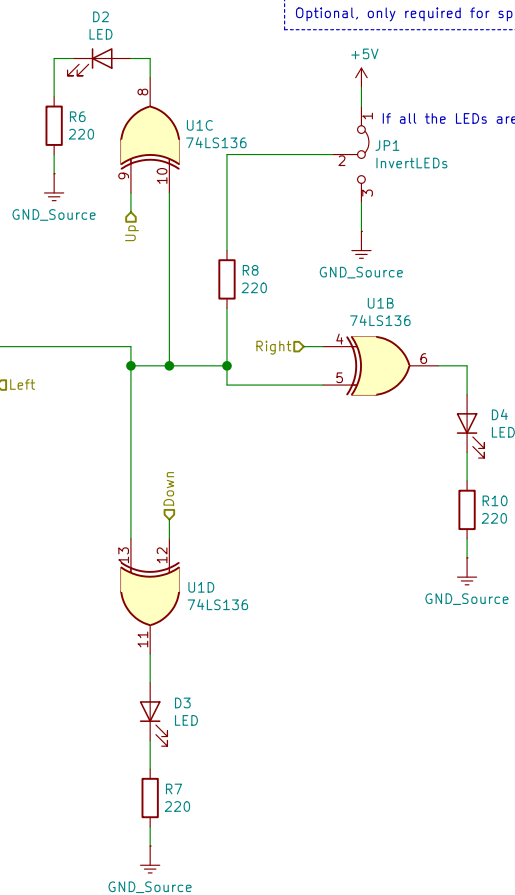 Optional, only required for sp
D2
LED
+5V
8
1
If all the LEDs are
R6
220
U1C
74LS136
JP1
InvertLEDs
2
9
10
3
GND_Source
Up
GND_Source
R8
220
U1B
74LS136
Right
4
6
5
Left
D4
LED
Down
R10
220
13
12
U1D
74LS136
GND_Source
11
D3
LED
R7
220
GND_Source